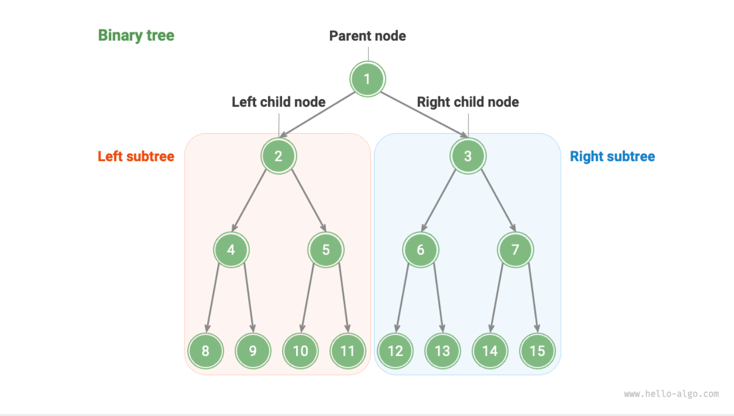 Binary tree
Parent node
1
Left child node
Right child node
Left subtree
2
3
Right subtree
4
5
6
7
8
9
10
11
12
13
14
15
www.hello-algo.com